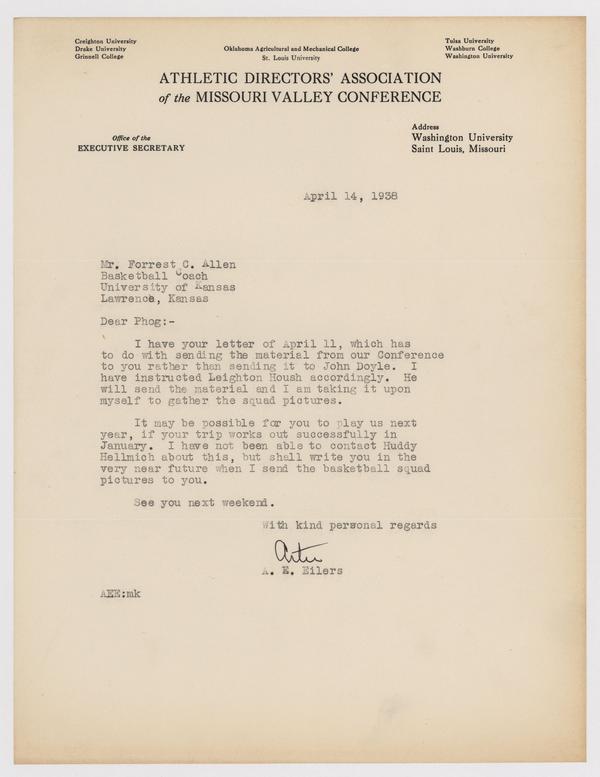 Creighton University
Drake University
Grinnell College
Oklahoma Agricultural and Mechanical College
St. Louis University
Tulsa University
Washburn College
Washington University
ATHLETIC DIRECTORS' ASSOCIATION
of the MISSOURI VALLEY CONFERENCE
Office of the
EXECUTIVE SECRETARY
Address
Washington University
Saint Louis, Missouri
April 14, 1938
Mr. Forrest C. Allen
Basketball Coach
University of Kansas
Lawrence, Kansas
Dear Phog:-
I have your letter of April 11, which has
to do with sending the material from our Conference
to you rather than sending it to John Doyle. I
have instructed Leighton Housh accordingly. He
will send the material and I am taking it upon
myself to gather the squad pictures.
It may be possible for you to play us next
year, if your trip works out successfully in
January. I have not been able to contact Huddy
Hellmich about this, but shall write you in the
very near future when I send the basketball squad
pictures to you.
See you next weekend.
With kind personal regards
Artie
A. E. Eilers
AEE:mk